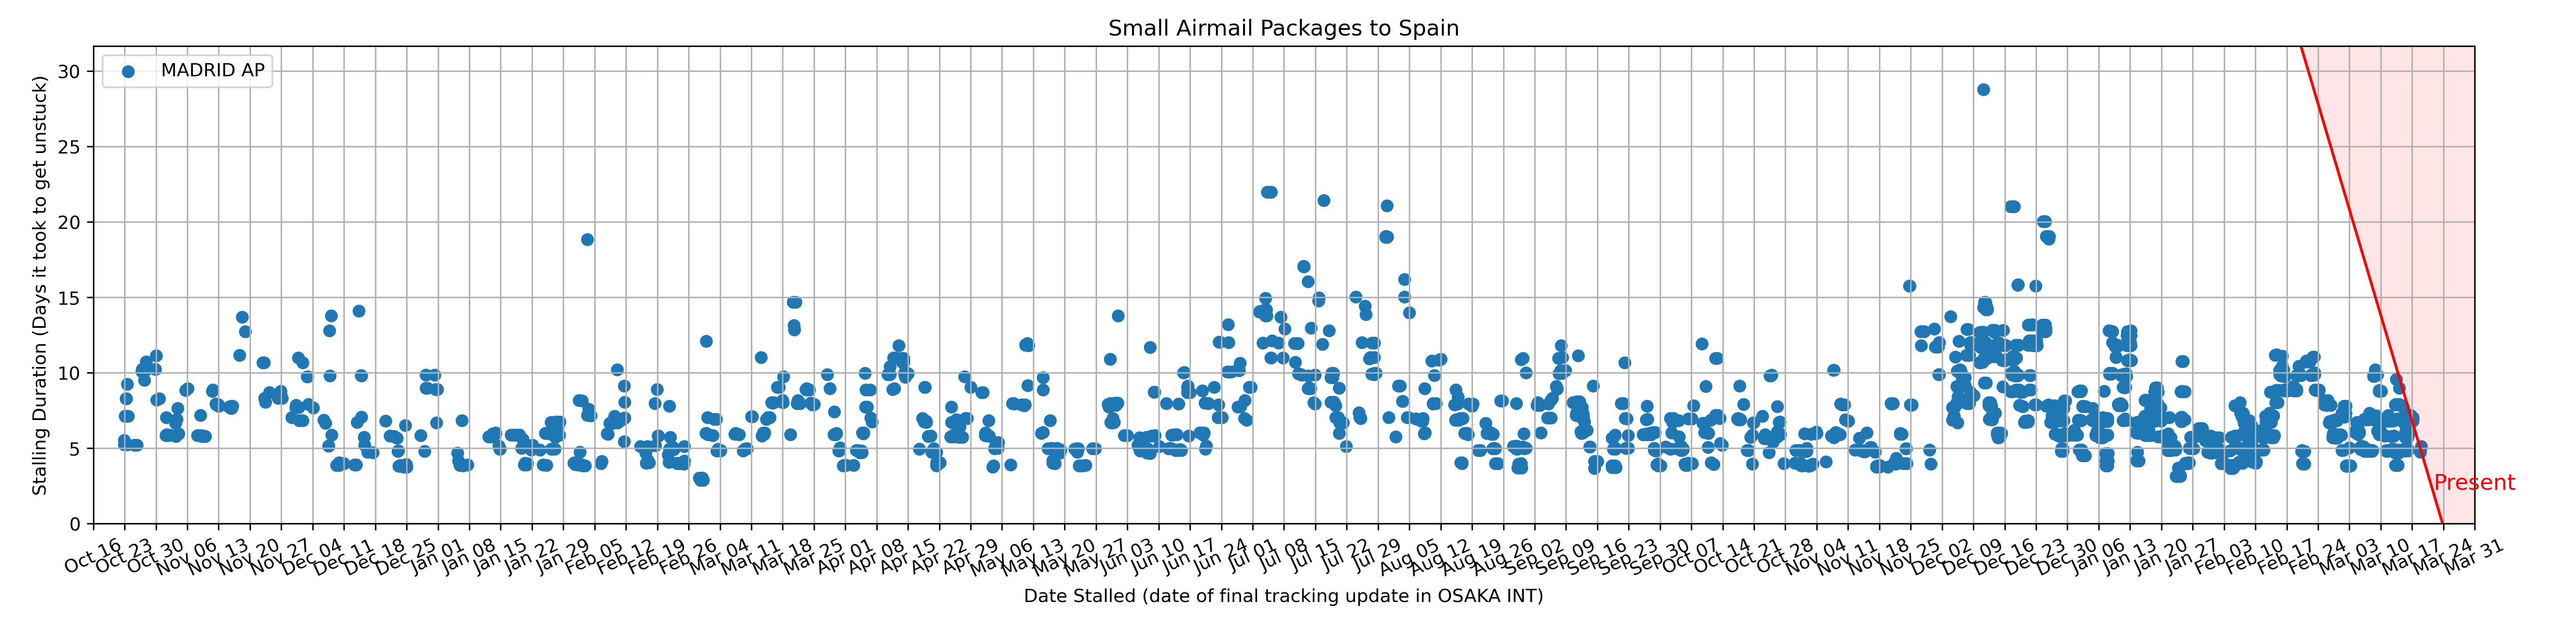 Small Airmail Packages to Spain
MADRID AP
Stalling Duration (Days it took to get unstuck)
30
25
20
15
10
5
0
Present
Oct 16
Oct 23
Oct 30
Nov 06
Nov 13
Nov 20
Nov 27
Dec 04
Dec 11
Dec 18
Dec 25
Jan 01
Jan 08
Jan 15
Jan 22
Jan 29
Feb 05
Feb 12
Feb 19
Feb 26
Mar 04
Mar 11
Mar 18
Mar 25
Apr 01
Apr 08
Apr 15
Apr 22
Apr 29
May 06
May 13
May 20
May 27
Jun 03
Jun 10
Jun 17
Jun 24
Jul 01
Jul 08
Jul 15
Jul 22
Jul 29
Aug 05
Aug 12
Aug 19
Aug 26
Sep 02
Sep 09
Sep 16
Sep 23
Sep 30
Oct 07
Oct 14
Oct 21
Oct 28
Nov 04
Nov 11
Nov 18
Nov 25
Dec 02
Dec 09
Dec 16
Dec 23
Dec 30
Jan 06
Jan 13
Jan 20
Jan 27
Feb 03
Feb 10
Feb 17
Feb 24
Mar 03
Mar 10
Mar 17
Mar 24
Mar 31
Date Stalled (date of final tracking update in OSAKA INT)